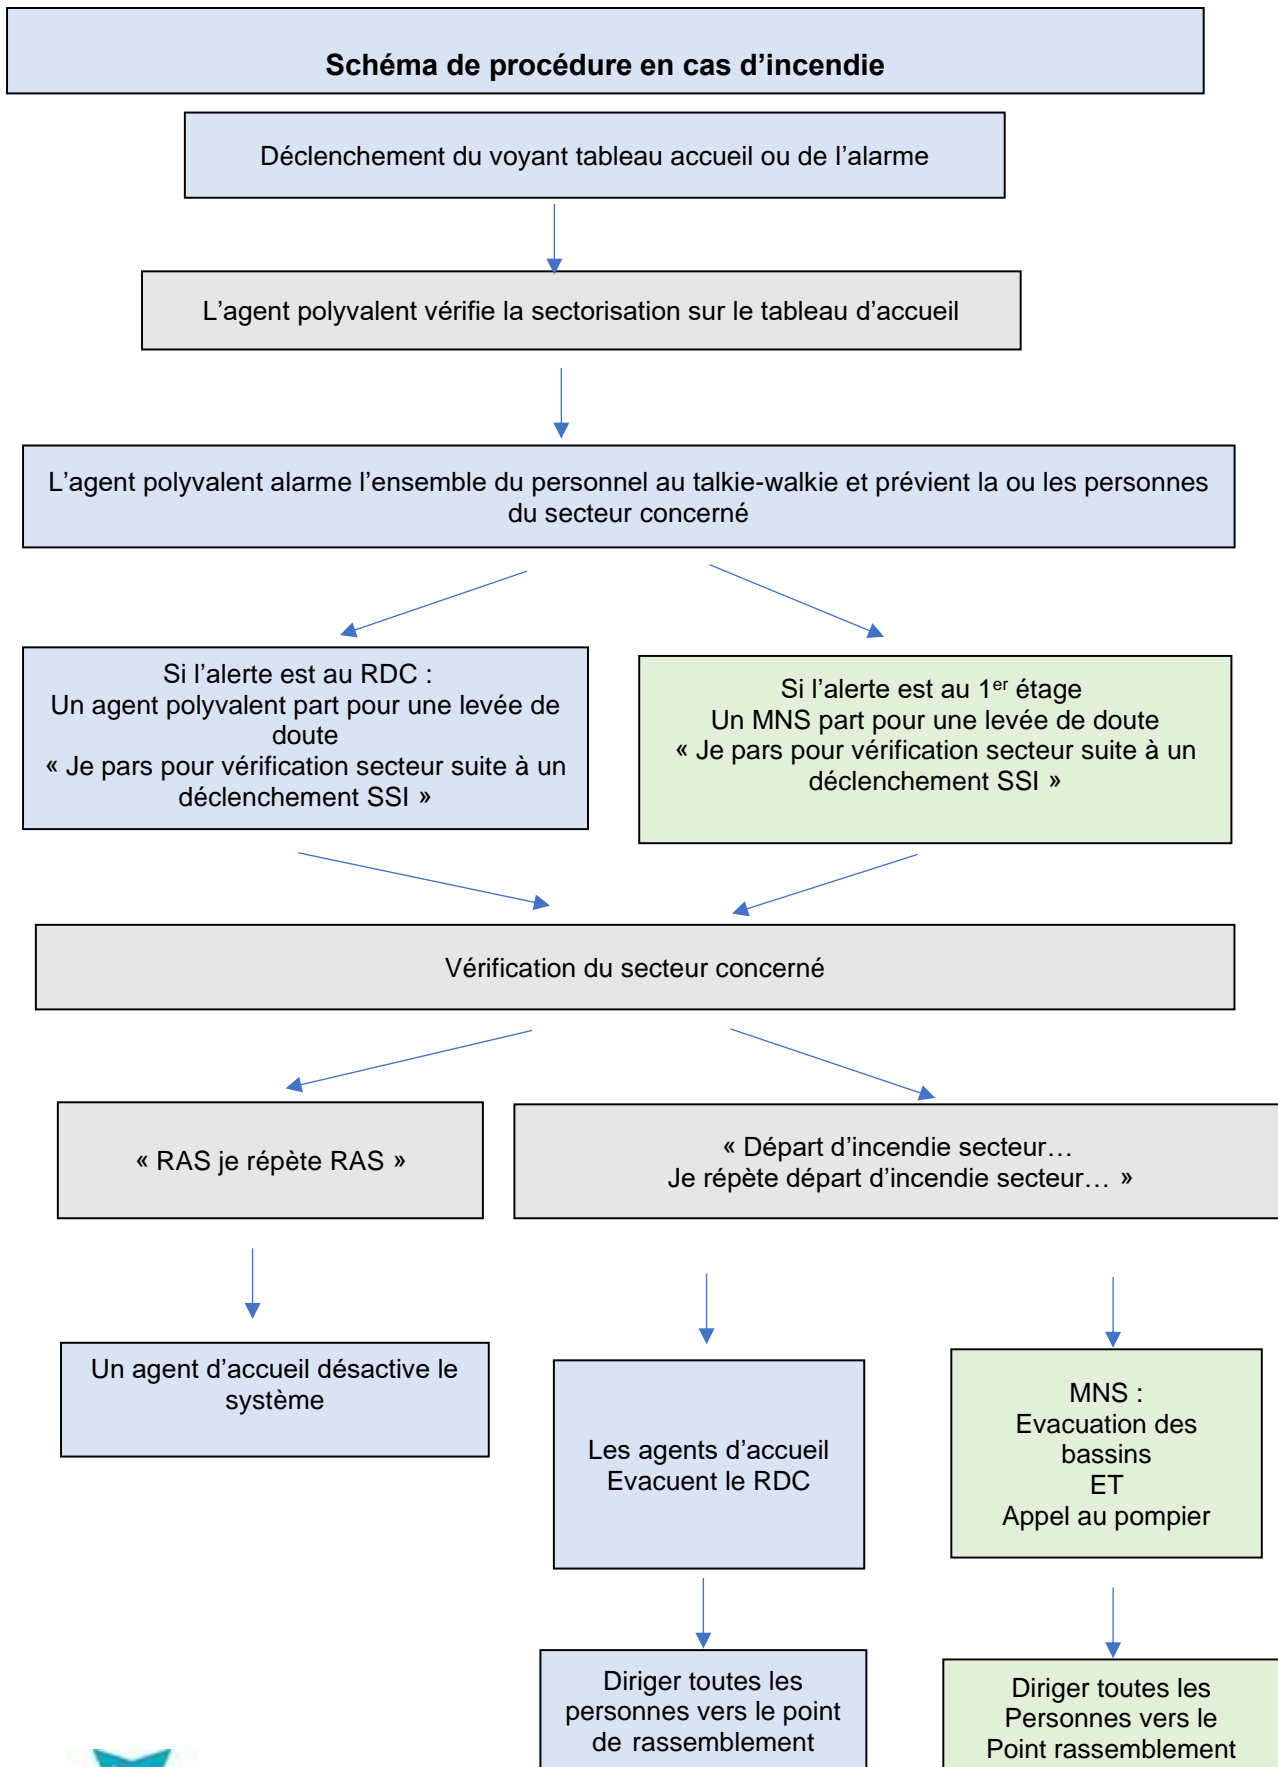 Schéma de procédure en cas d’incendie
Déclenchement du voyant tableau accueil ou de l’alarme
L’agent polyvalent vérifie la sectorisation sur le tableau d’accueil
L’agent polyvalent alarme l’ensemble du personnel au talkie-walkie et prévient la ou les personnes
du secteur concerné
Si l’alerte est au RDC :
Un agent polyvalent part pour une levée de
doute
« Je pars pour vérification secteur suite à un
déclenchement SSI »
Si l’alerte est au 1er étage
Un MNS part pour une levée de doute
« Je pars pour vérification secteur suite à un
déclenchement SSI »
Vérification du secteur concerné
« RAS je répète RAS »
« Départ d’incendie secteur…
Je répète départ d’incendie secteur… »
Un agent d’accueil désactive le
système
Les agents d’accueil
Evacuent le RDC
MNS :
Evacuation des
bassins
ET
Appel au pompier
Diriger toutes les
personnes vers le point
de rassemblement
Diriger toutes les
Personnes vers le
Point rassemblement